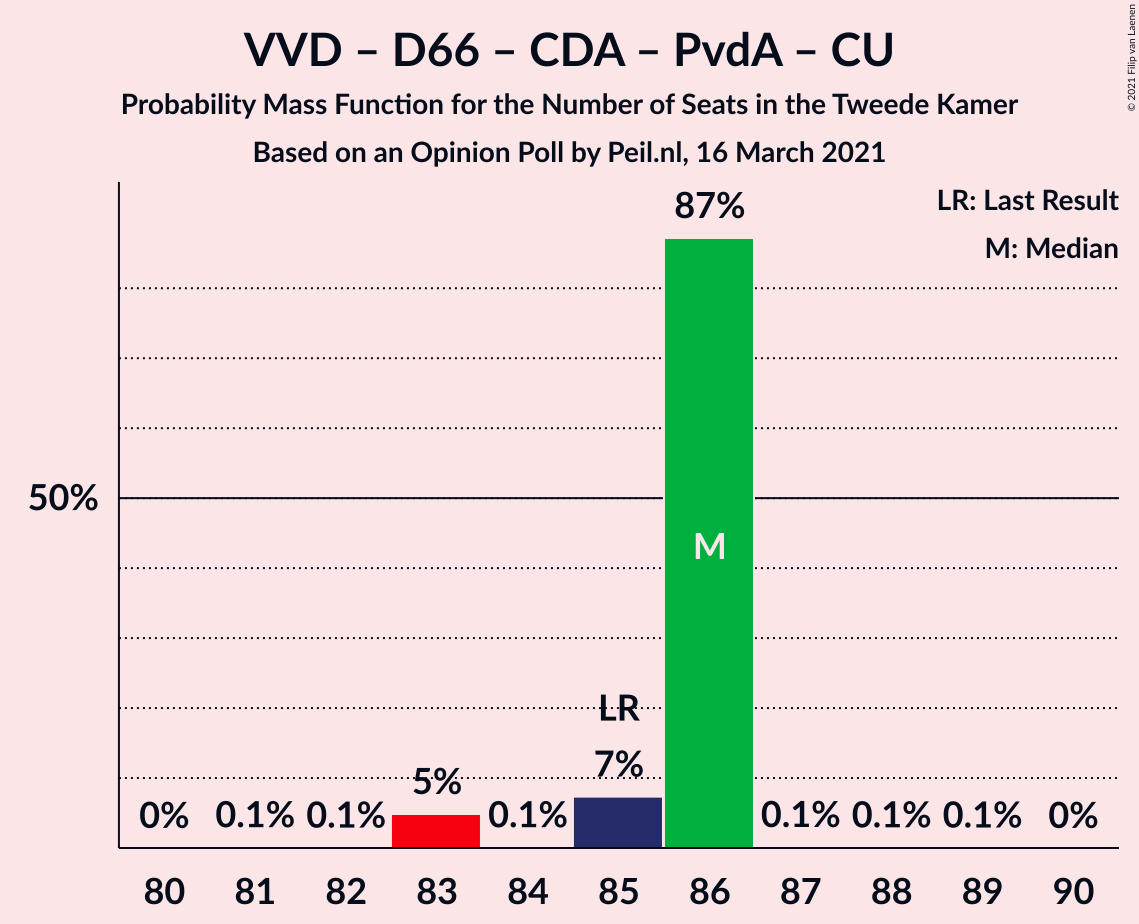 VVD – D66 – CDA – PvdA – CU
Probability Mass Function for the Number of Seats in the Tweede Kamer
Based on an Opinion Poll by Peil.nl, 16 March 2021
© 2021 Filip van Laenen
LR: Last Result
M: Median
87%
50%
M
LR
7%
5%
0% 0.1% 0.1% 0.1% 0.1% 0.1% 0.1% 0%
80 81 82 83 84 85 86 87 88 89 90